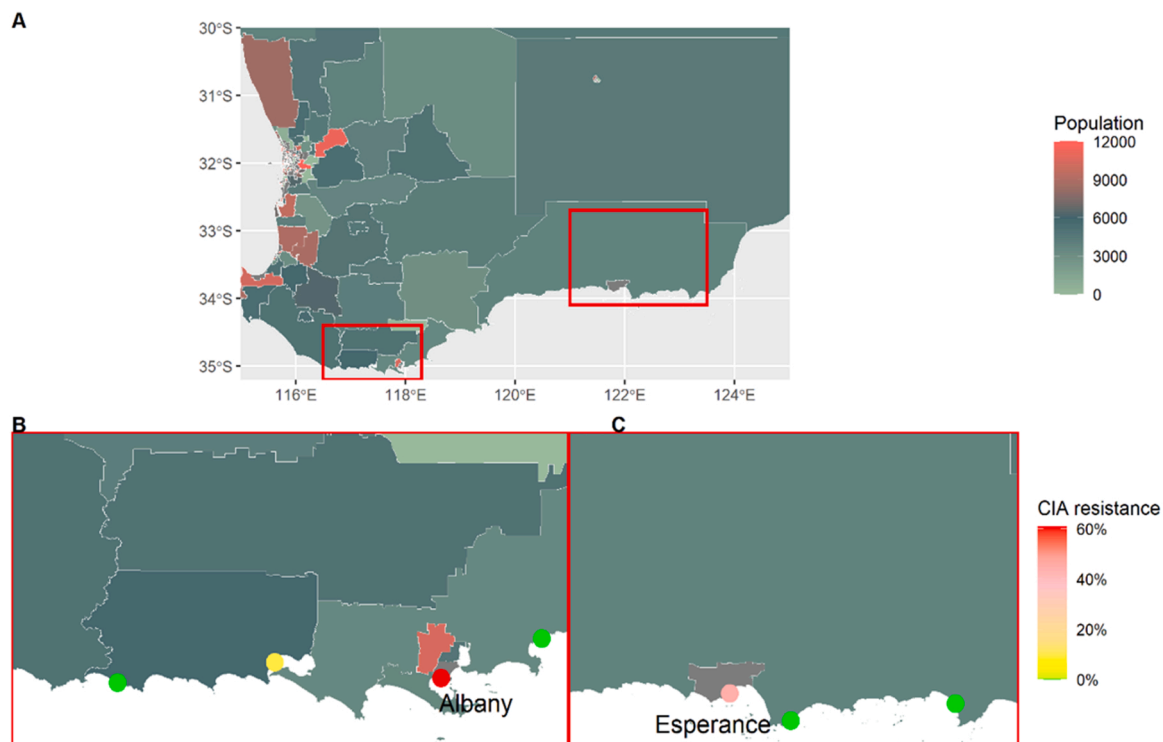 A
30°S
31°S
32°S
33°S
34°S
35°S
116°E 118°E 120°E 122°E 124°E
Population
12000
9000
6000
3000
0
B
C
Albany
Esperance
CIA resistance
60%
40%
20%
0%